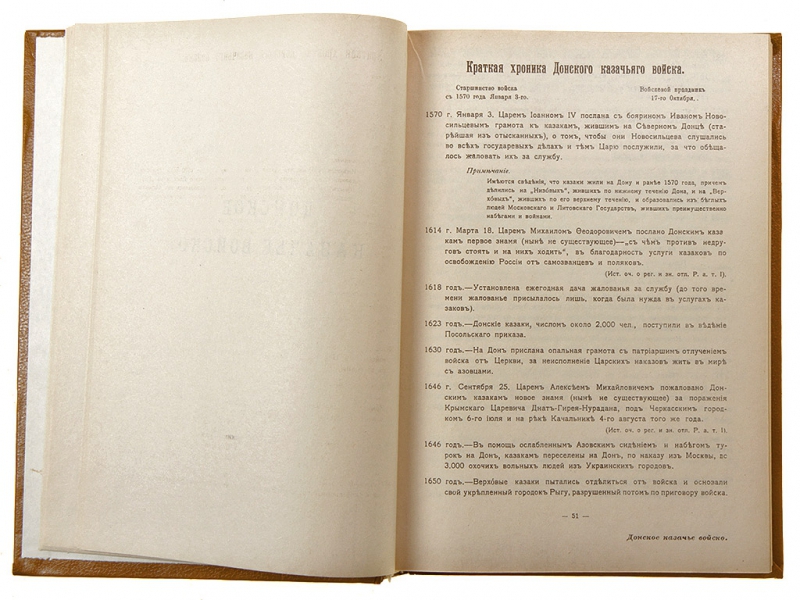 Краткая хроника Донского казачьяго войска.
Старшинство войска
съ 1570 года Января 3-го.
Войсковой праздник
17-го Октября.
1570 г. Января 3. Царемъ Іоанномъ IV послана съ бояриномъ Иваномъ Ново-
сильцевымъ грамота къ казакамъ, жившимъ на Сѣверномъ Донцѣ (ста-
рѣйшая изъ отысканныхъ), о томъ, чтобы они Новосильцева слушались
во всѣхъ государевыхъ дѣлахъ и тѣмъ Царю послужили, за что обѣща-
лось жаловать ихъ за службу.
Примѣчаніе.
Имѣются свѣдѣнія, что казаки жили на Дону и ранѣе 1570 года, причемъ
дѣлились на „Низовыхъ", жившихъ по нижнему теченію Дона, и на „Вер-
ховыхъ", жившихъ по его верхнему теченію, и образовались изъ бѣглыхъ
людей Московскаго и Литовскаго Государствъ, жившихъ преимущественно
набѣгами и войнами.
1614 г. Марта 18. Царемъ Михаиломъ Ѳеодоровичемъ послано Донскимъ каза
камъ первое знамя (нынѣ не существующее)—„съ чѣмъ противъ недру-
говъ стоять и на нихъ ходить", въ благодарность услуги казаковъ по
освобожденію Россіи отъ самозванцевъ и поляковъ.
(Ист. оч. о рег. и зн. отл. Р. а. т. I).
1618 годъ.—Установлена ежегодная дача жалованья за службу (до того вре-
мени жалованье присылалось лишь, когда была нужда въ услугахъ ка-
заковъ).
1623 годъ.—Донскіе казаки, числомъ около 2.000 чел., поступили въ вѣдѣніе
Посольскаго приказа.
1630 годъ.—На Донъ прислана опальная грамота съ патріаршимъ отлученіемъ
войска отъ Церкви, за неисполненіе Царскихъ наказовъ жить въ мирѣ
съ азовцами.
1646 г. Сентября 25. Царемъ Алексѣемъ Михайловичемъ пожаловано Дон-
скимъ казакамъ новое знамя (нынѣ не существующее) за пораженія
Крымскаго Царевича Днатъ-Гирея-Нурадана, подъ Черкасскимъ город-
комъ 6-го іюля и на рѣкѣ Качальникѣ 4-го августа того же года.
(Ист. оч. о рег. и зн. отл. Р. а. т. I).
1646 годъ.—Въ помощь ослабленнымъ Азовскимъ сидѣніемъ и набѣгомъ ту-
рокъ на Донъ, казакамъ переселены на Донъ, по наказу изъ Москвы, до
3.000 охочихъ вольныхъ людей изъ Украинскихъ городовъ.
1650 годъ.—Верховые казаки пытались отдѣлиться отъ войска и основали
свой укрѣпленный городокъ Рыгу, разрушенный потомъ по приговору войска.
— 51 —
Донское казачье войско.